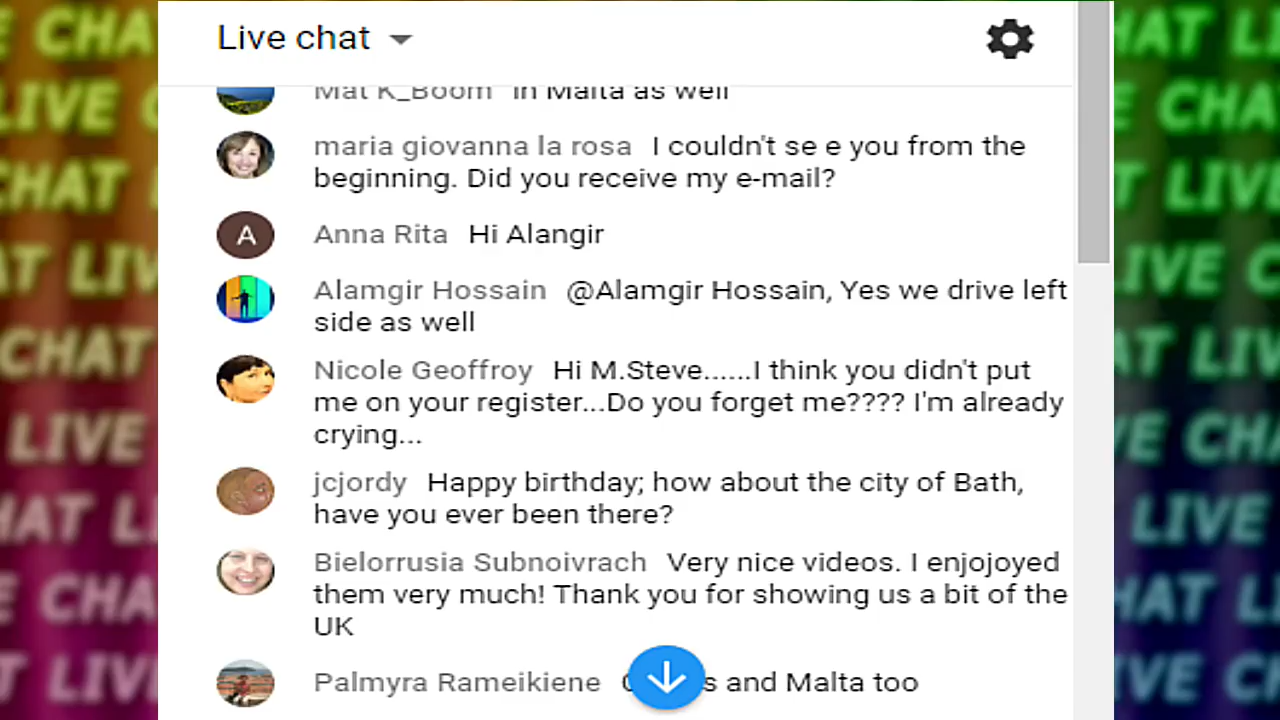 Live chat
Mat K_Boom in Malta as well
maria giovanna la rosa I couldn't se e you from the
beginning. Did you receive my e-mail?
A
Anna Rita Hi Alangir
Alamgir Hossain @Alamgir Hossain, Yes we drive left
side as well
Nicole Geoffroy Hi M.Steve......I think you didn't put
me on your register...Do you forget me???? I'm already
crying...
jcjordy Happy birthday; how about the city of Bath,
have you ever been there?
Bielorrusia Subnoivrach Very nice videos. I enjojoyed
them very much! Thank you for showing us a bit of the
UK
Palmyra Rameikiene and Malta too